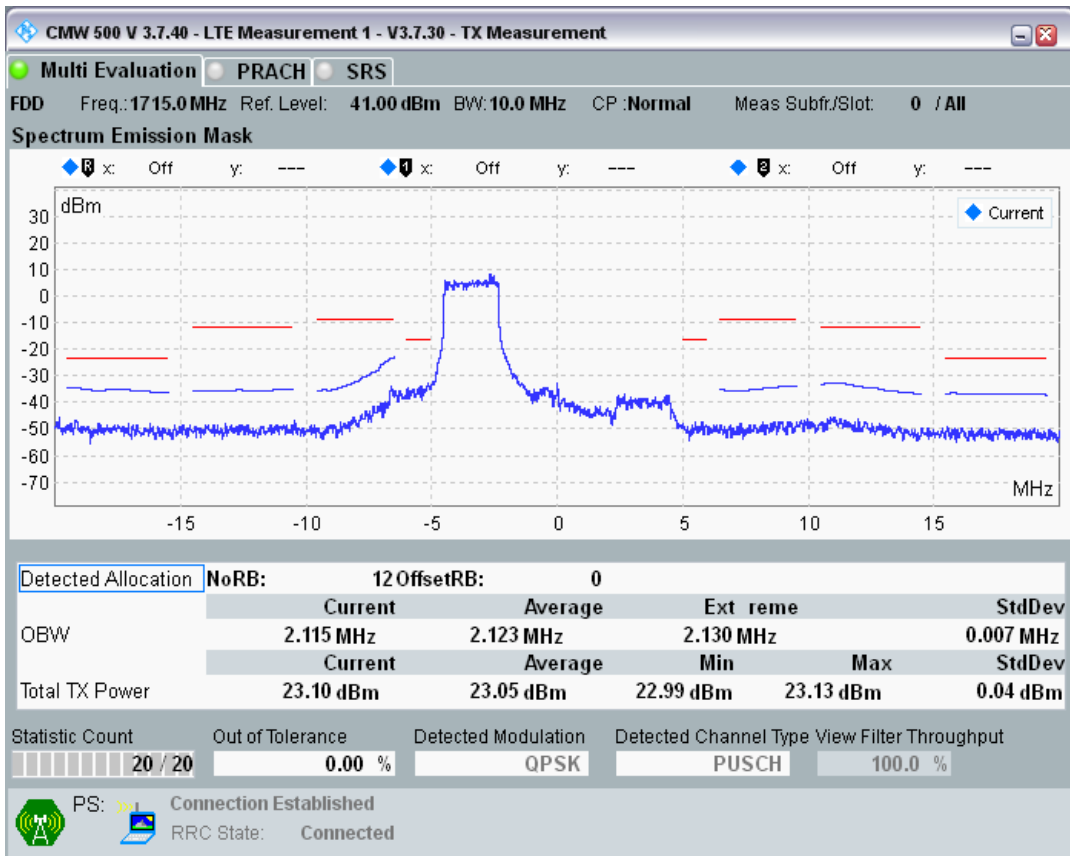 CMW 500 V 3.7.40 - LTE Measurement 1 - V3.7.30 - TX Measurement
Multi Evaluation PRACH SRS
FDD Freq.: 1715.0 MHz Ref. Level: 41.00 dBm BW: 10.0 MHz CP : Normal Meas Subfr./Slot: 0 / All
Spectrum Emission Mask
R x: Off y: --- 1 x: Off y: --- 2 x: Off y: ---
dBm
Current
30
20
10
0
-10
-20
-30
-40
-50
-60
-70
MHz
-15 -10 -5 0 5 10 15
Detected Allocation NoRB: 12 OffsetRB: 0
Current Average Ext reme StdDev
OBW 2.115 MHz 2.123 MHz 2.130 MHz 0.007 MHz
Current Average Min Max StdDev
Total TX Power 23.10 dBm 23.05 dBm 22.99 dBm 23.13 dBm 0.04 dBm
Statistic Count Out of Tolerance Detected Modulation Detected Channel Type View Filter Throughput
20 / 20 0.00 % QPSK PUSCH 100.0 %
PS: Connection Established
RRC State: Connected